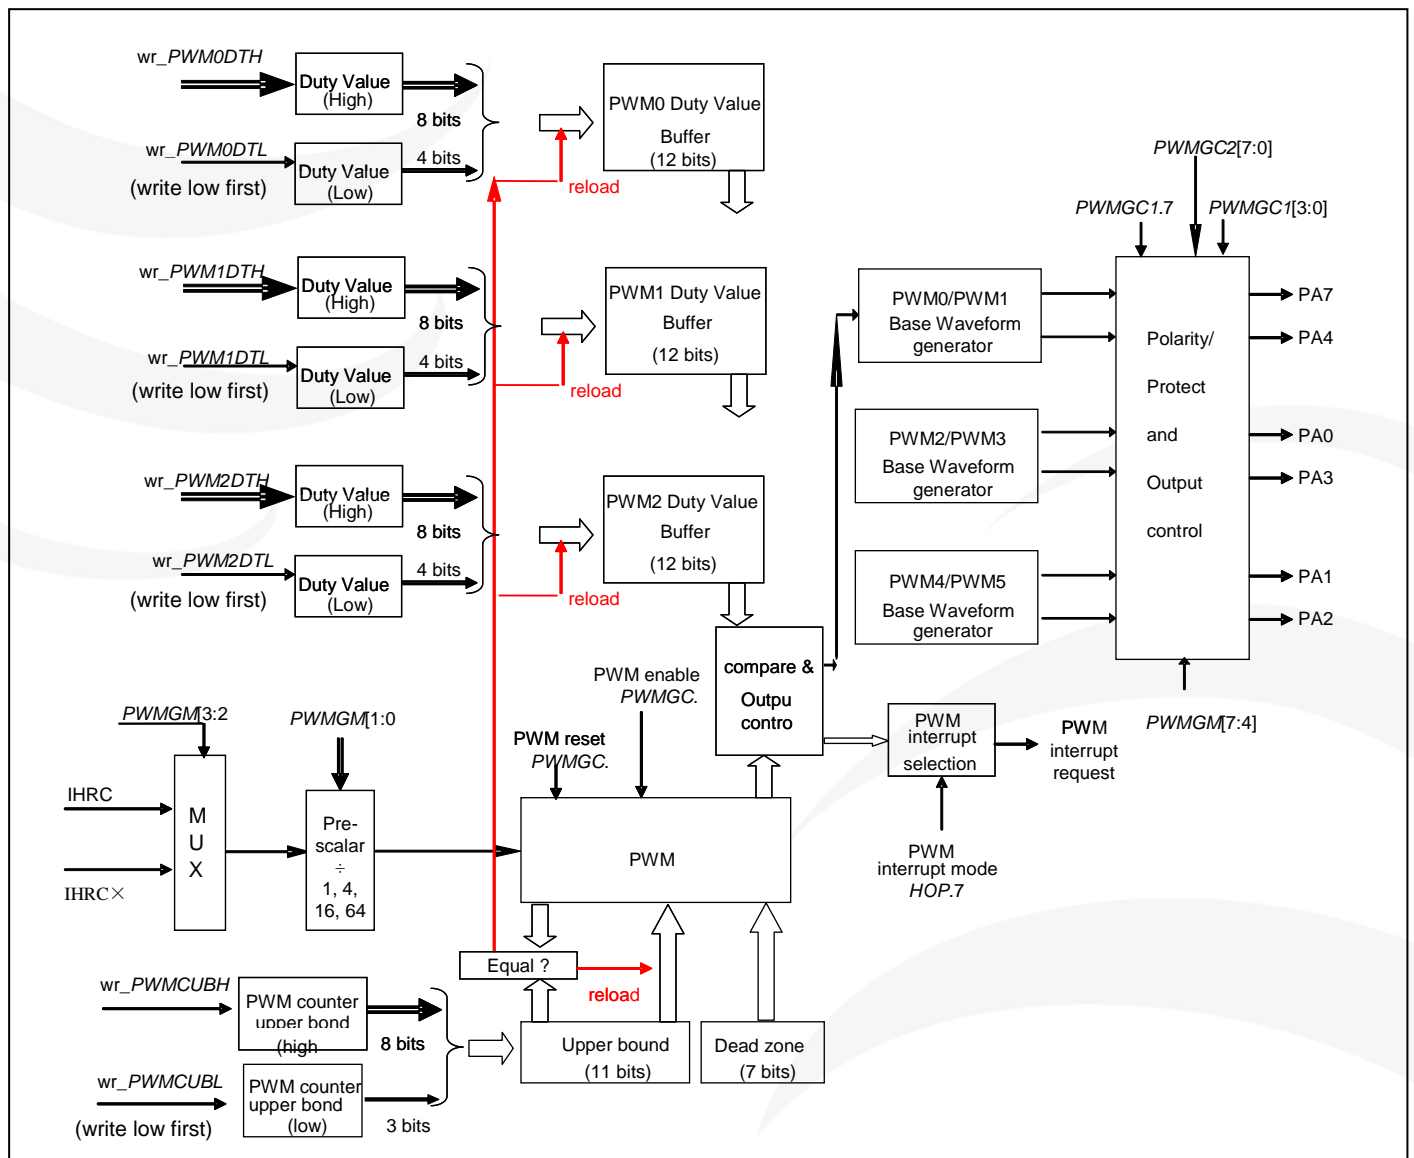 wr_PWM0DTH
Duty Value
(High)
8 bits
wr_PWM0DTL
(write low first)
Duty Value
(Low)
4 bits
reload
PWM0 Duty Value
Buffer
(12 bits)
wr_PWM1DTH
Duty Value
(High)
8 bits
wr_PWM1DTL
(write low first)
Duty Value
(Low)
4 bits
reload
PWM1 Duty Value
Buffer
(12 bits)
wr_PWM2DTH
Duty Value
(High)
8 bits
wr_PWM2DTL
(write low first)
Duty Value
(Low)
4 bits
reload
PWM2 Duty Value
Buffer
(12 bits)
PWMGC2[7:0]
PWMGC1.7
PWMGC1[3:0]
PWM0/PWM1
Base Waveform
generator
PWM2/PWM3
Base Waveform
generator
PWM4/PWM5
Base Waveform
generator
Polarity/
Protect
and
Output
control
PA7
PA4
PA0
PA3
PA1
PA2
PWMGM[7:4]
compare &
Outpu
contro
PWM enable
PWMGC.
PWM reset
PWMGC.
PWM
interrupt
selection
PWM
interrupt
request
PWM
interrupt mode
HOP.7
PWMGM[3:2
PWMGM[1:0
IHRC
IHRC×
M
U
X
Pre-
scalar
÷
1, 4,
16, 64
PWM
Equal ?
reload
wr_PWMCUBH
PWM counter
upper bond
(high
8 bits
wr_PWMCUBL
(write low first)
PWM counter
upper bond
(low)
3 bits
Upper bound
(11 bits)
Dead zone
(7 bits)